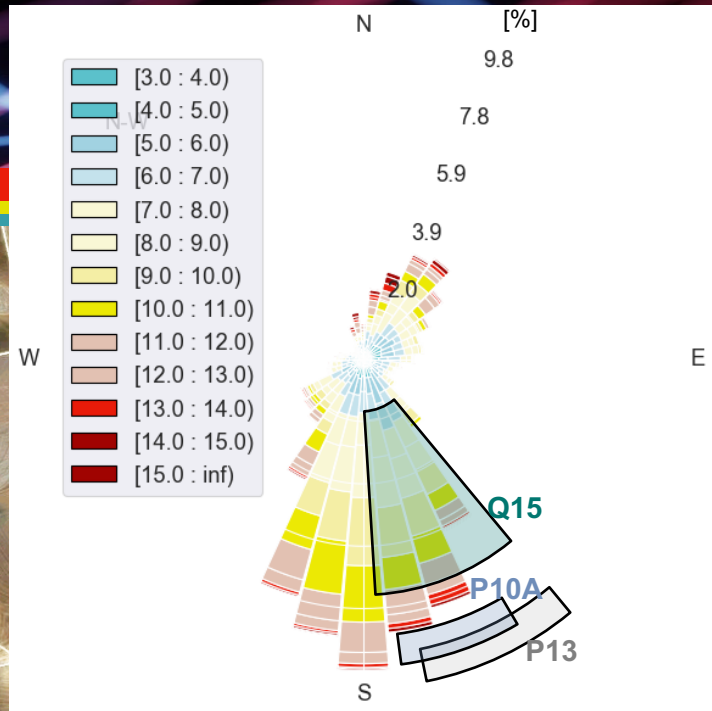 N
[%]
9.8
7.8
5.9
3.9
2.0
[3.0 : 4.0)
[4.0 : 5.0)
N-W
[5.0 : 6.0)
[6.0 : 7.0)
[7.0 : 8.0)
[8.0 : 9.0)
[9.0 : 10.0)
[10.0 : 11.0)
[11.0 : 12.0)
[12.0 : 13.0)
[13.0 : 14.0)
[14.0 : 15.0)
[15.0 : inf)
W
E
Q15
P10A
P13
S